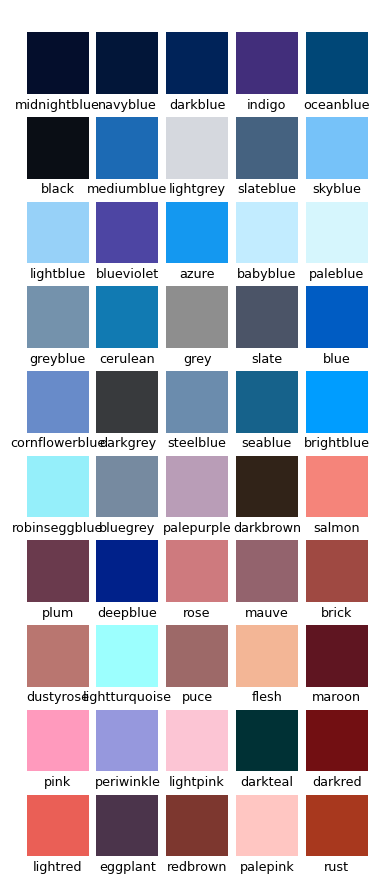 midnightblue navyblue darkblue indigo oceanblue
black mediumblue lightgrey slateblue skyblue
lightblue blueviolet azure babyblue paleblue
greyblue cerulean grey slate blue
cornflowerblue darkgrey steelblue seablue brightblue
robinseggblue bluegrey palepurple darkbrown salmon
plum deepblue rose mauve brick
dustyrose lightturquoise puce flesh maroon
pink periwinkle lightpink darkteal darkred
lightred eggplant redbrown palepink rust